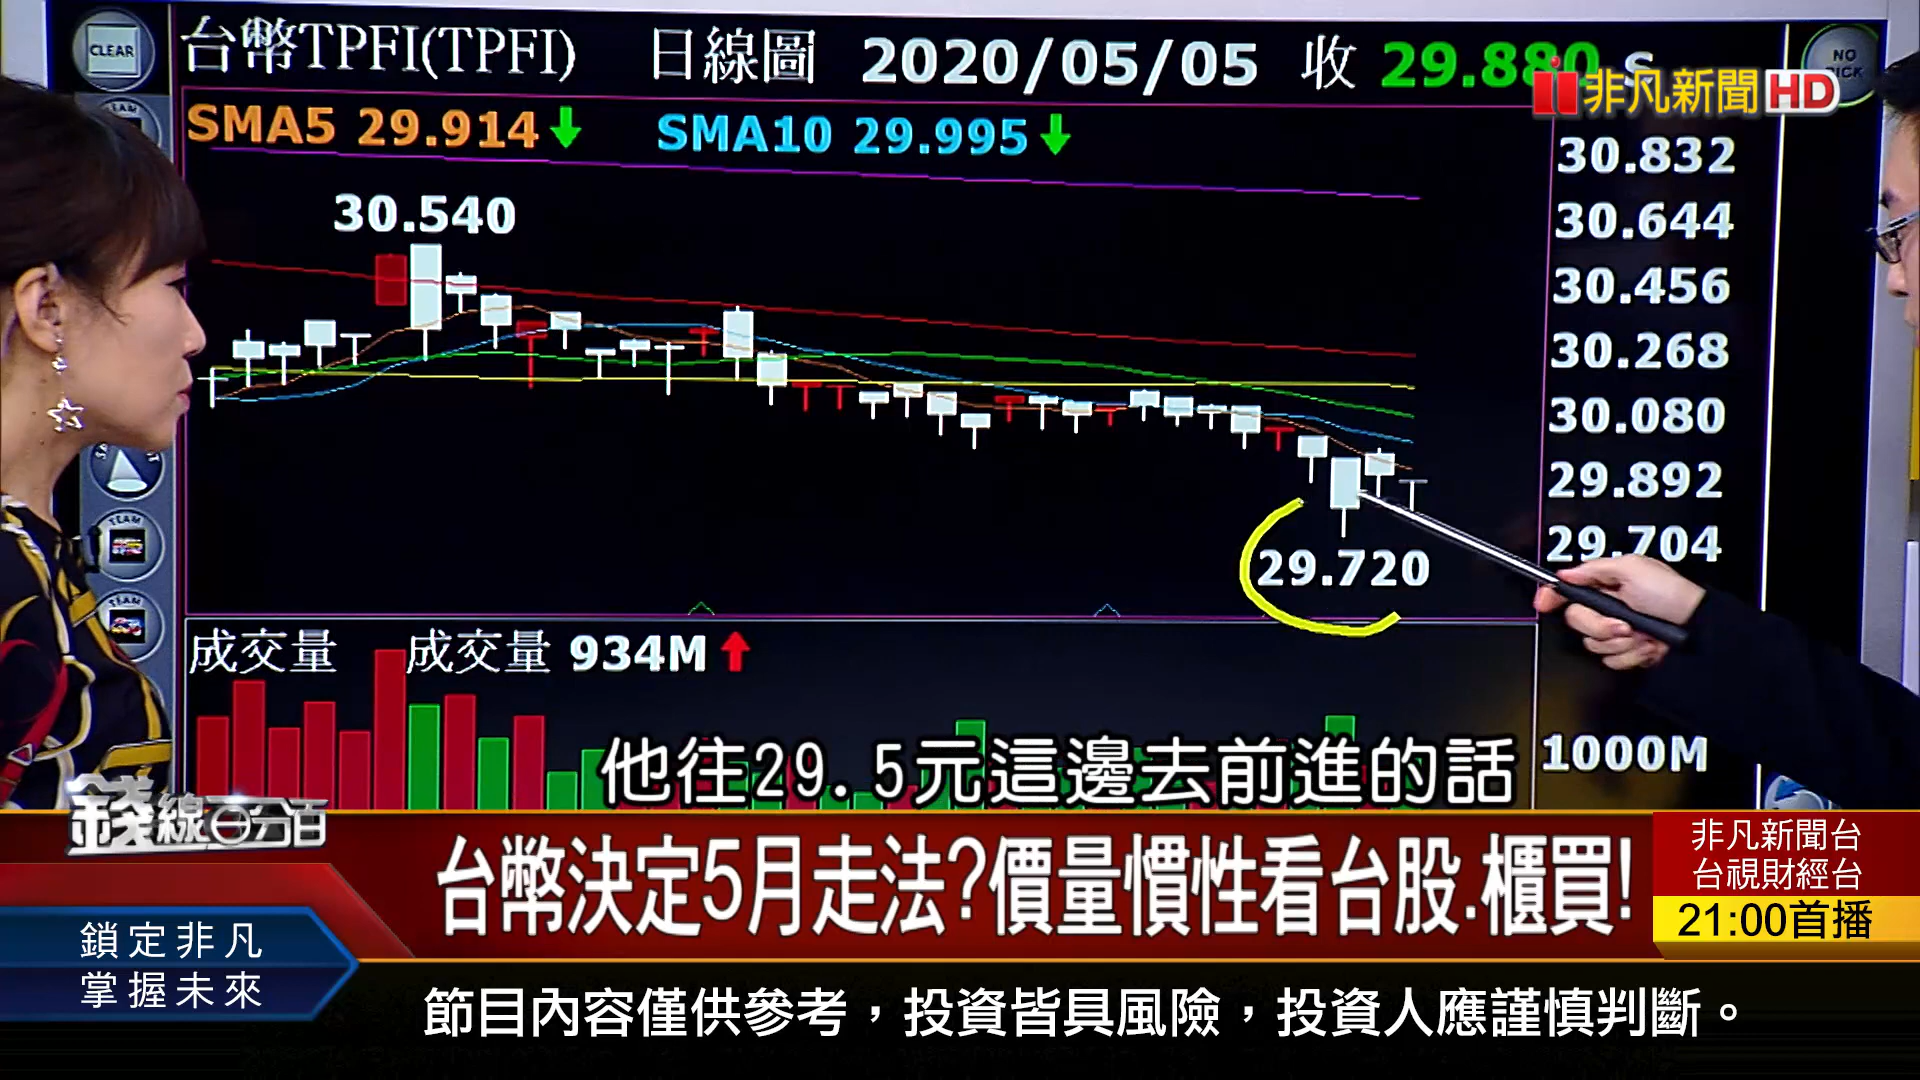 CLEAR
台幣TPFI(TPFI) 日線圖 2020/05/05 收 29.880 S
NO
非凡新聞HD
SMA5 29.914 SMA10 29.995
TEAM
30.832
30.644
30.456
30.268
30.080
29.892
29.704
30.540
29.720
TEAM
TEAM
成交量 成交量 934M
1000M
他往29.5元這邊去前進的話
錢線百分百
台幣決定5月走法?價量慣性看台股.櫃買!
非凡新聞台
台視財經台
21:00首播
鎖定非凡
掌握未來
節目內容僅供參考，投資皆具風險，投資人應謹慎判斷。